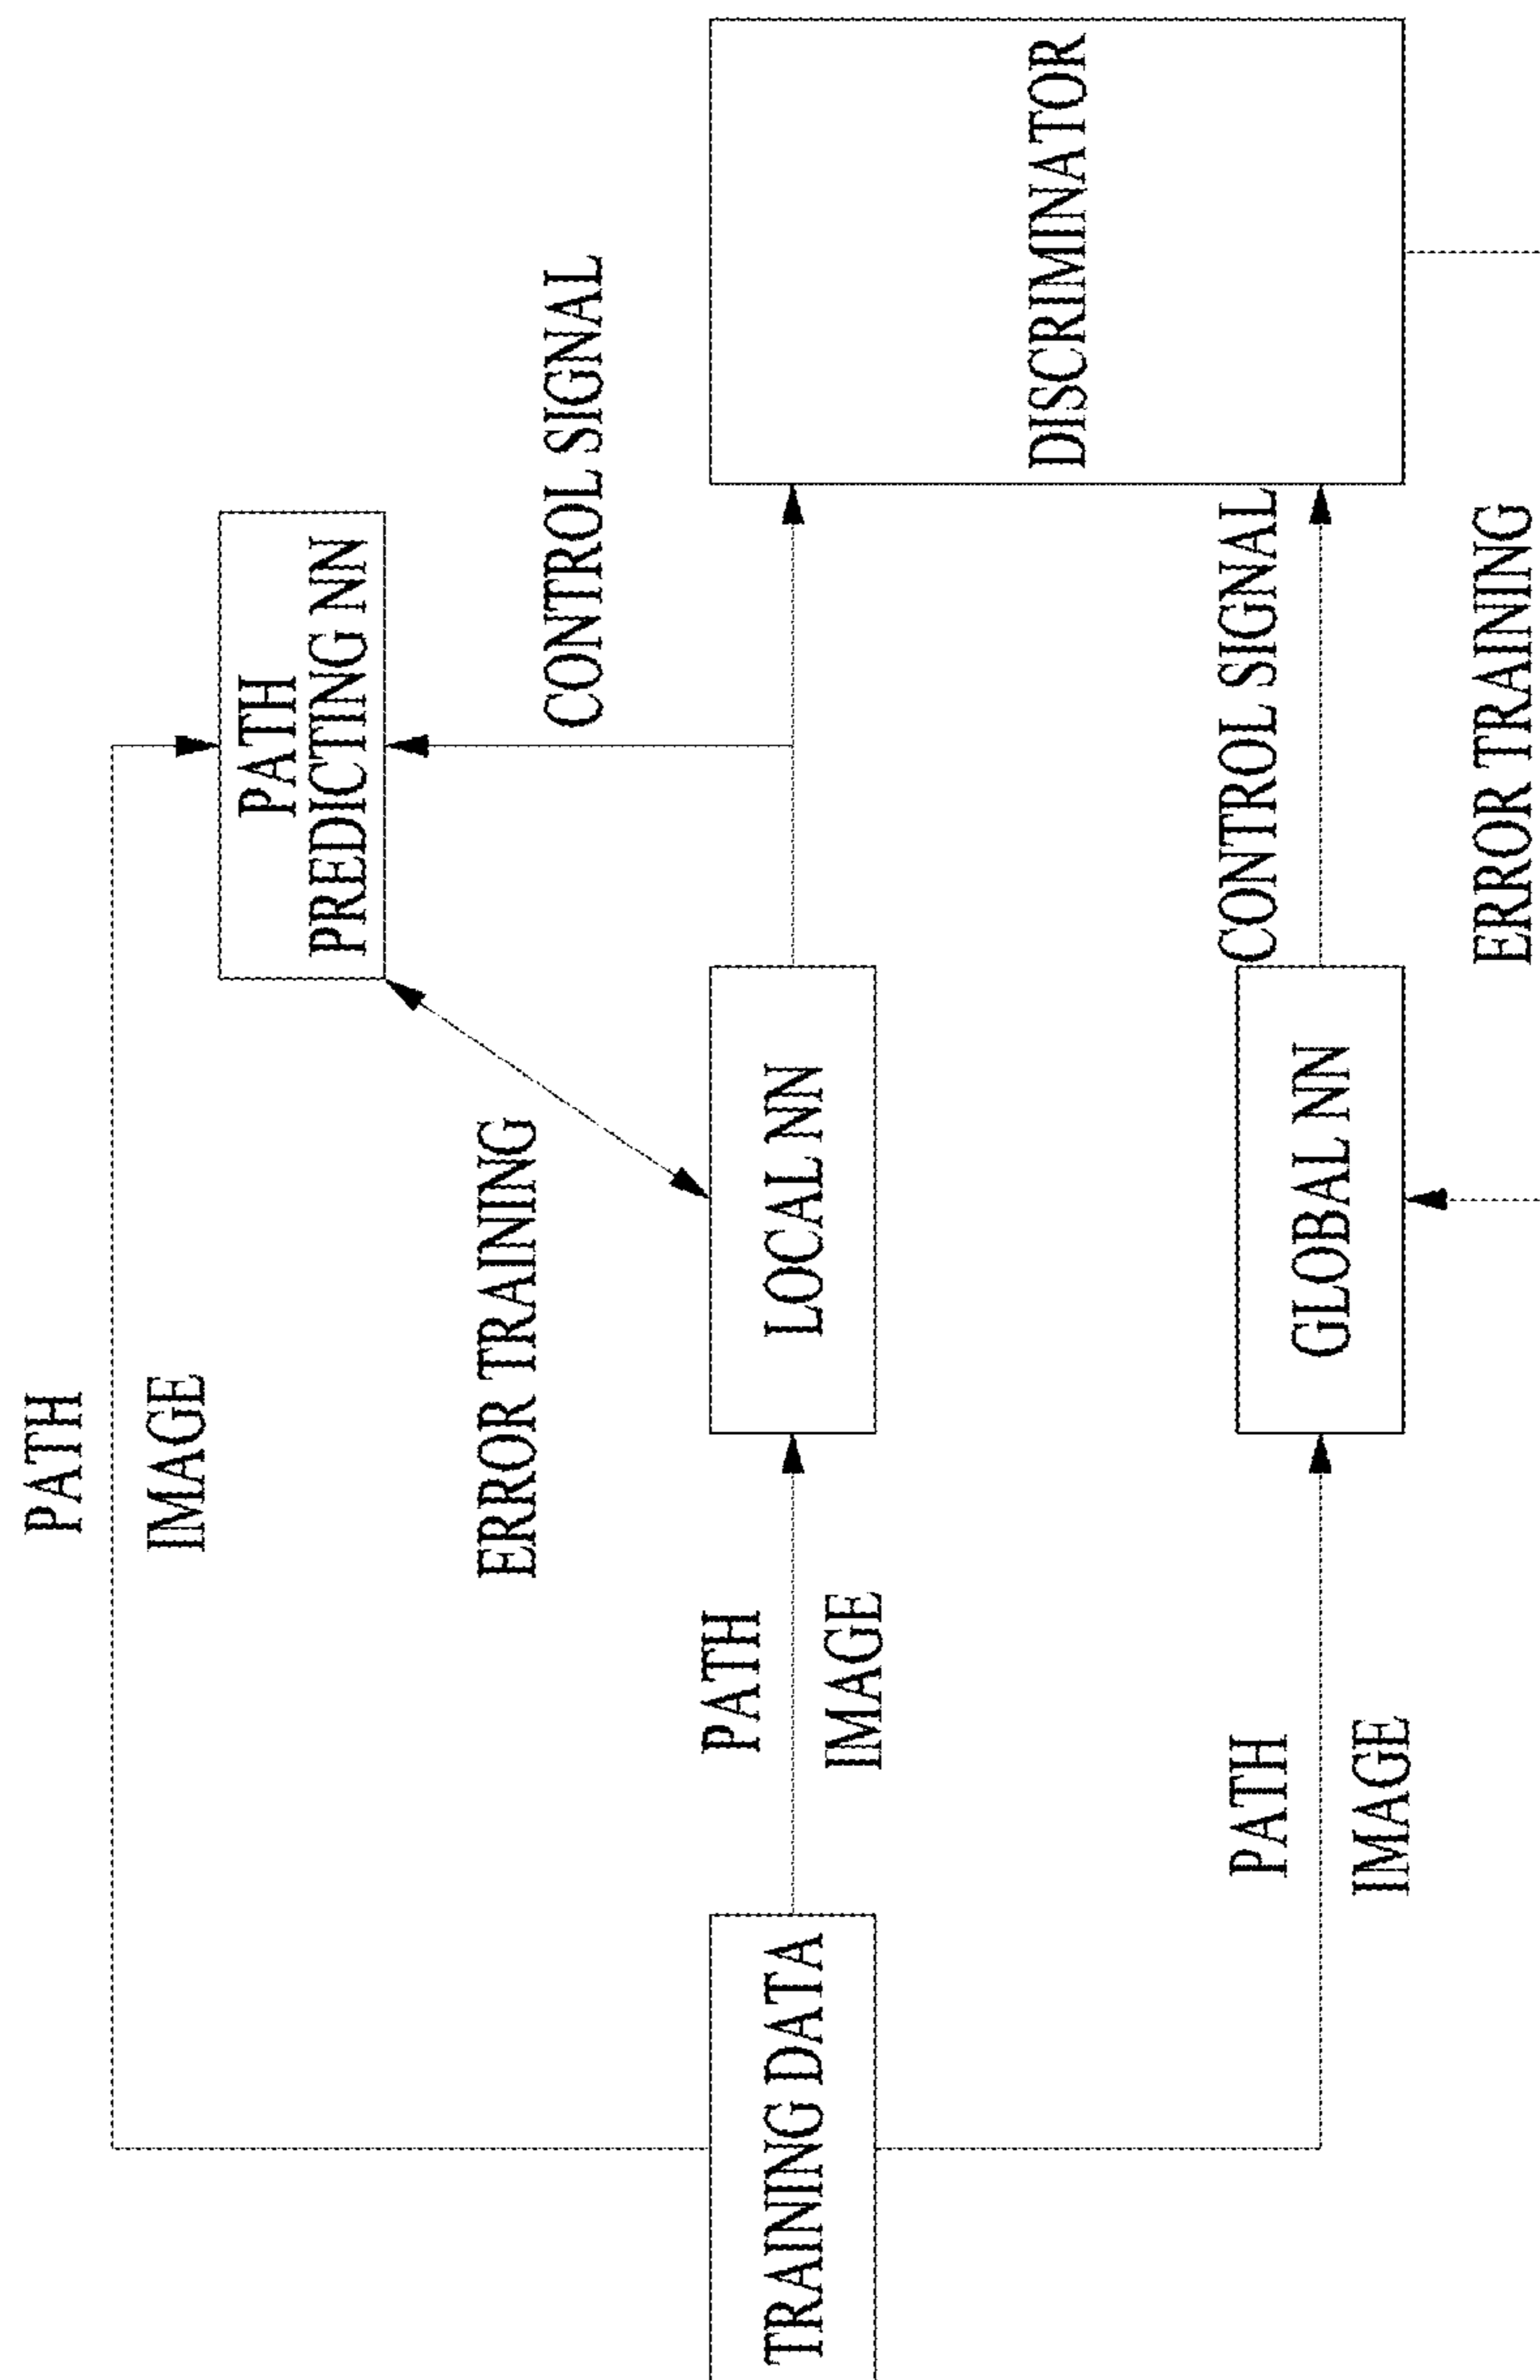 PATH
IMAGE
PATH
PREDICTING NN
ERROR TRAINING
CONTROL SIGNAL
TRAINING DATA
PATH
IMAGE
LOCAL NN
DISCRIMINATOR
PATH
IMAGE
GLOBAL NN
CONTROL SIGNAL
ERROR TRAINING